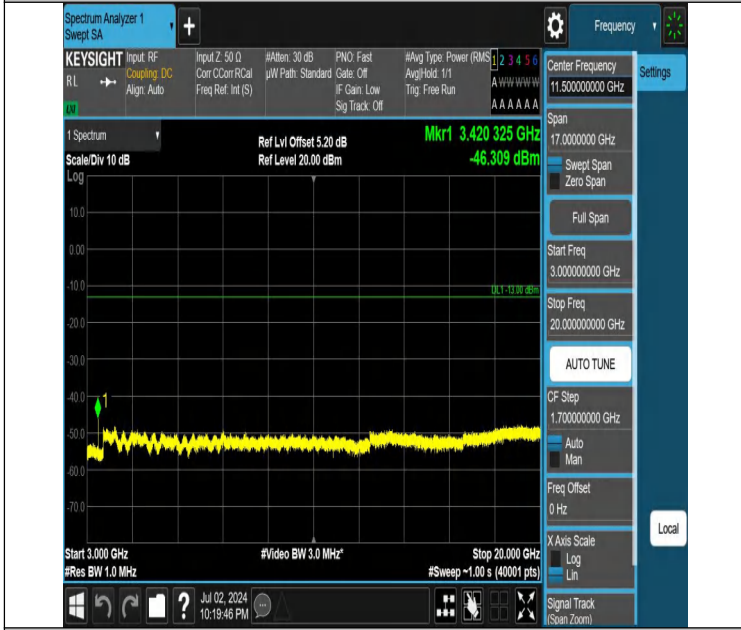 Spectrum Analyzer 1
Swept SA
Frequency
KEYSIGHT
RL
Input: RF
Coupling: DC
Align: Auto
Input Z: 50 Ω
Corr CCorr RCal
Freq Ref: Int (S)
#Atten: 30 dB
µW Path: Standard
PNO: Fast
Gate: Off
IF Gain: Low
Sig Track: Off
#Avg Type: Power (RMS
Avg|Hold: 1/1
Trig: Free Run
1 2 3 4 5 6
A W W W W W
A A A A A A
1 Spectrum
Scale/Div 10 dB
Log
Ref Lvl Offset 5.20 dB
Ref Level 20.00 dBm
Mkr1 3.420 325 GHz
-46.309 dBm
10.0
0.00
-10.0
DL1 -13.00 dBm
-20.0
-30.0
-40.0
1
-50.0
-60.0
-70.0
Start 3.000 GHz
#Res BW 1.0 MHz
#Video BW 3.0 MHz*
Stop 20.000 GHz
#Sweep ~1.00 s (40001 pts)
Jul 02, 2024
10:19:46 PM
Center Frequency
11.500000000 GHz
Settings
Span
17.0000000 GHz
Swept Span
Zero Span
Full Span
Start Freq
3.000000000 GHz
Stop Freq
20.000000000 GHz
AUTO TUNE
CF Step
1.700000000 GHz
Auto
Man
Freq Offset
0 Hz
X Axis Scale
Log
Lin
Local
Signal Track
(Span Zoom)